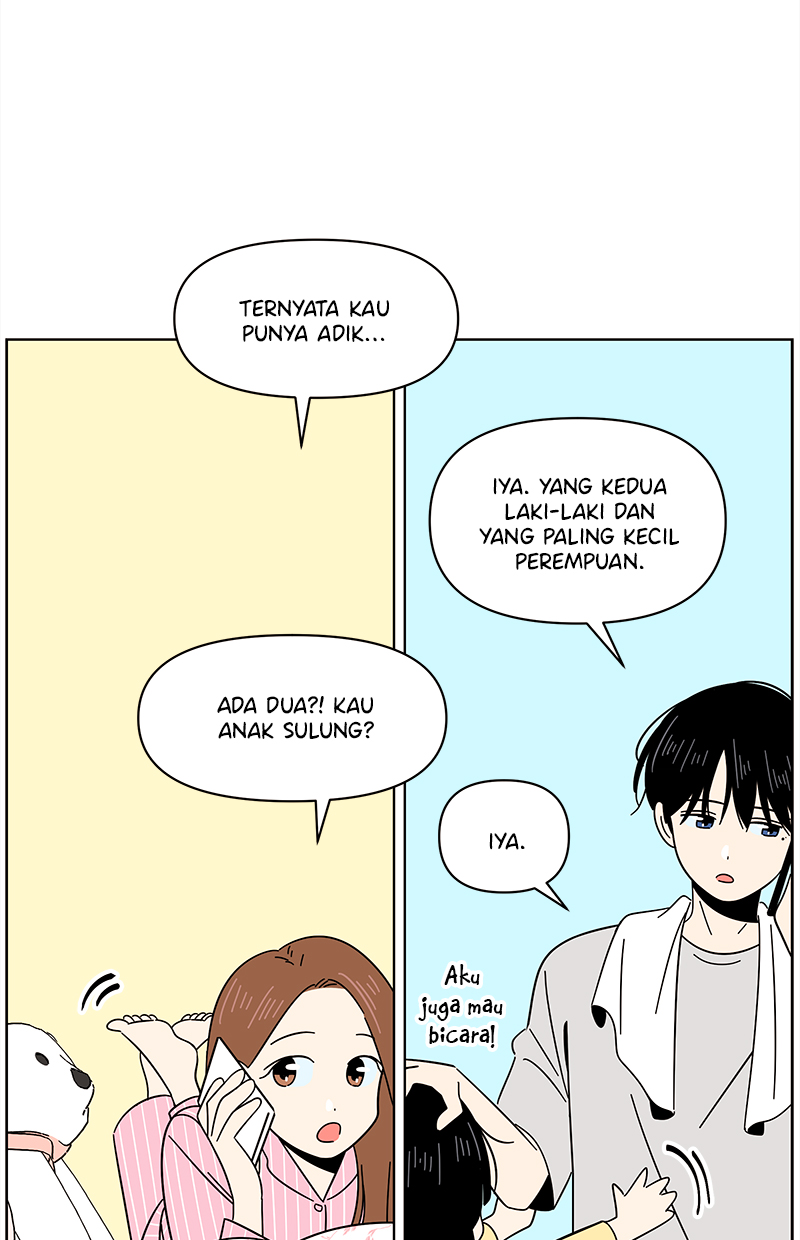 TERNYATA KAU
PUNYA ADIK...
IYA. YANG KEDUA
LAKI-LAKI DAN
YANG PALING KECIL
PEREMPUAN.
ADA DUA?! KAU
ANAK SULUNG?
IYA.
Aku
juga mau
bicara!